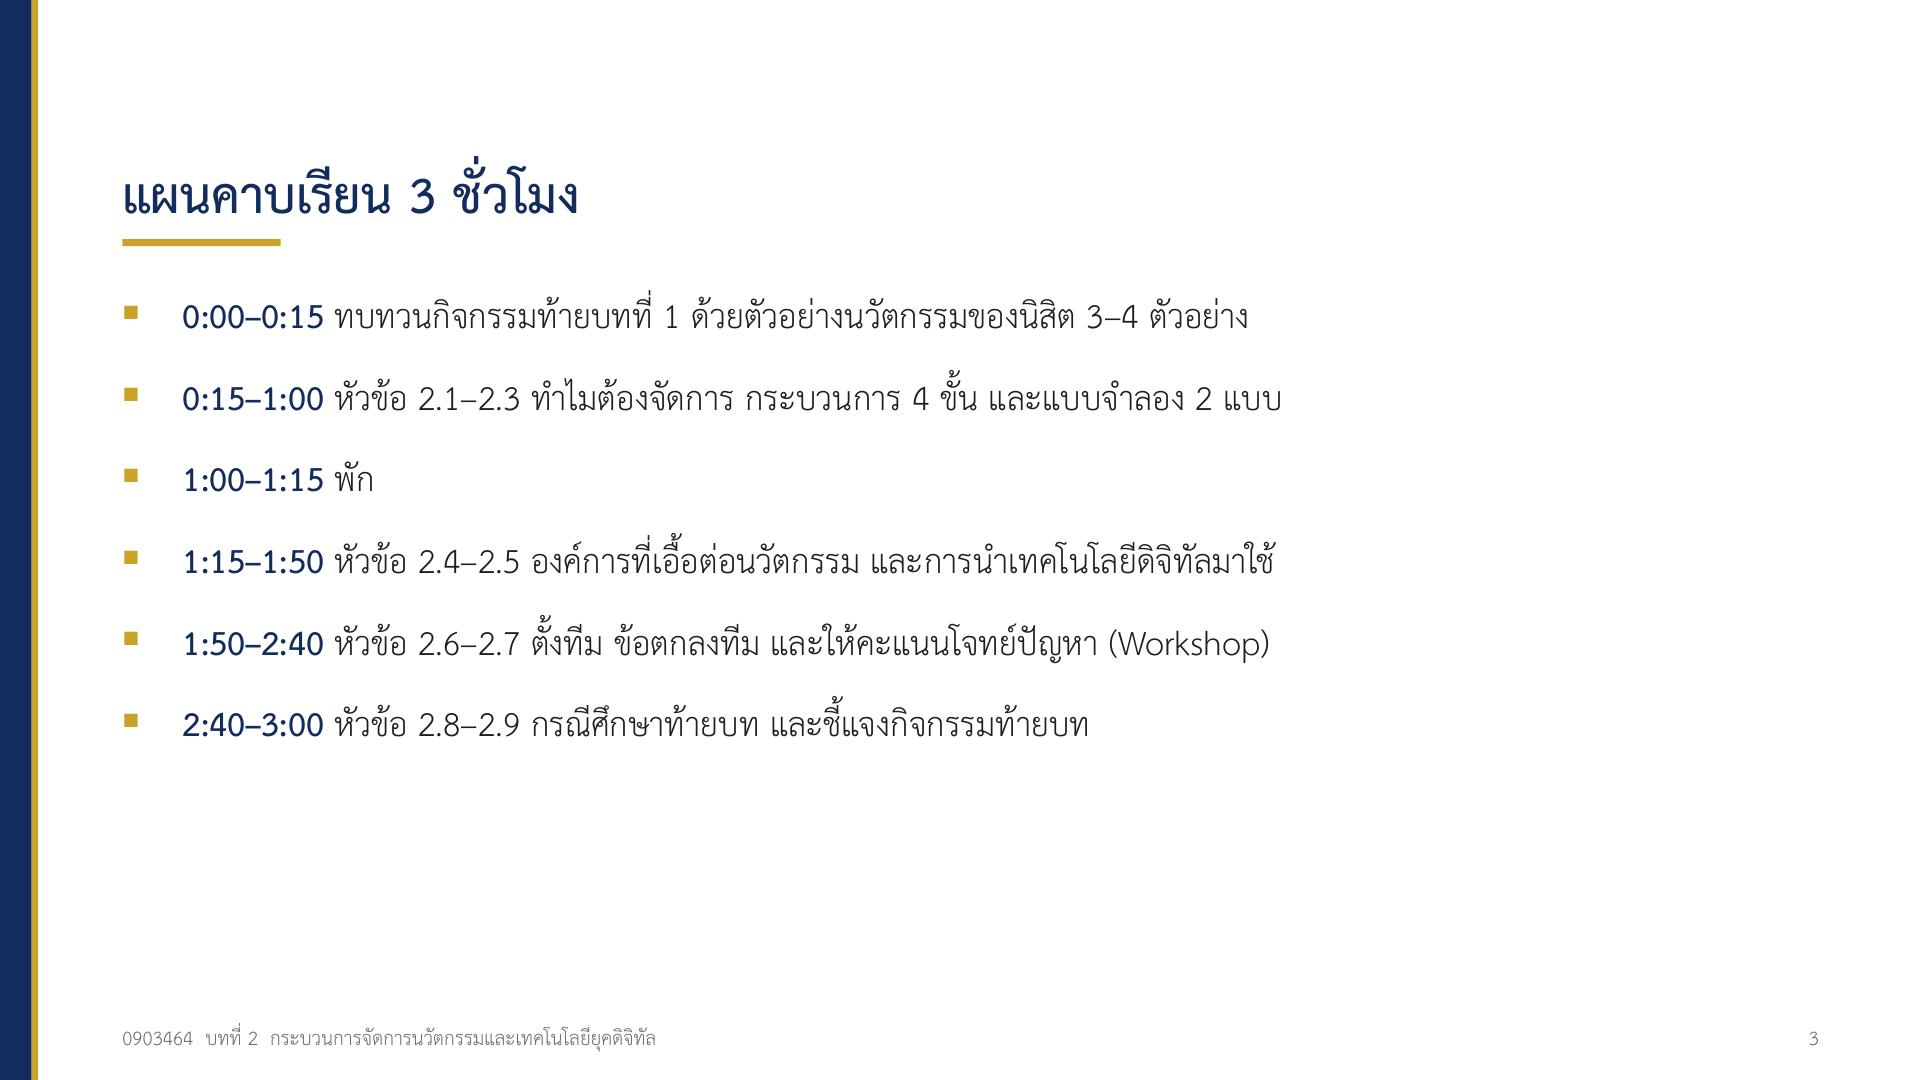 แผนคาบเรียน 3 ชั่วโมง
0:00–0:15 ทบทวนกิจกรรมท้ายบทที่ 1 ด้วยตัวอย่างนวัตกรรมของนิสิต 3–4 ตัวอย่าง
0:15–1:00 หัวข้อ 2.1–2.3 ทำไมต้องจัดการ กระบวนการ 4 ขั้น และแบบจำลอง 2 แบบ
1:00–1:15 พัก
1:15–1:50 หัวข้อ 2.4–2.5 องค์การที่เอื้อต่อนวัตกรรม และการนำเทคโนโลยีดิจิทัลมาใช้
1:50–2:40 หัวข้อ 2.6–2.7 ตั้งทีม ข้อตกลงทีม และให้คะแนนโจทย์ปัญหา (Workshop)
2:40–3:00 หัวข้อ 2.8–2.9 กรณีศึกษาท้ายบท และชี้แจงกิจกรรมท้ายบท
0903464 บทที่ 2 กระบวนการจัดการนวัตกรรมและเทคโนโลยียุคดิจิทัล
3